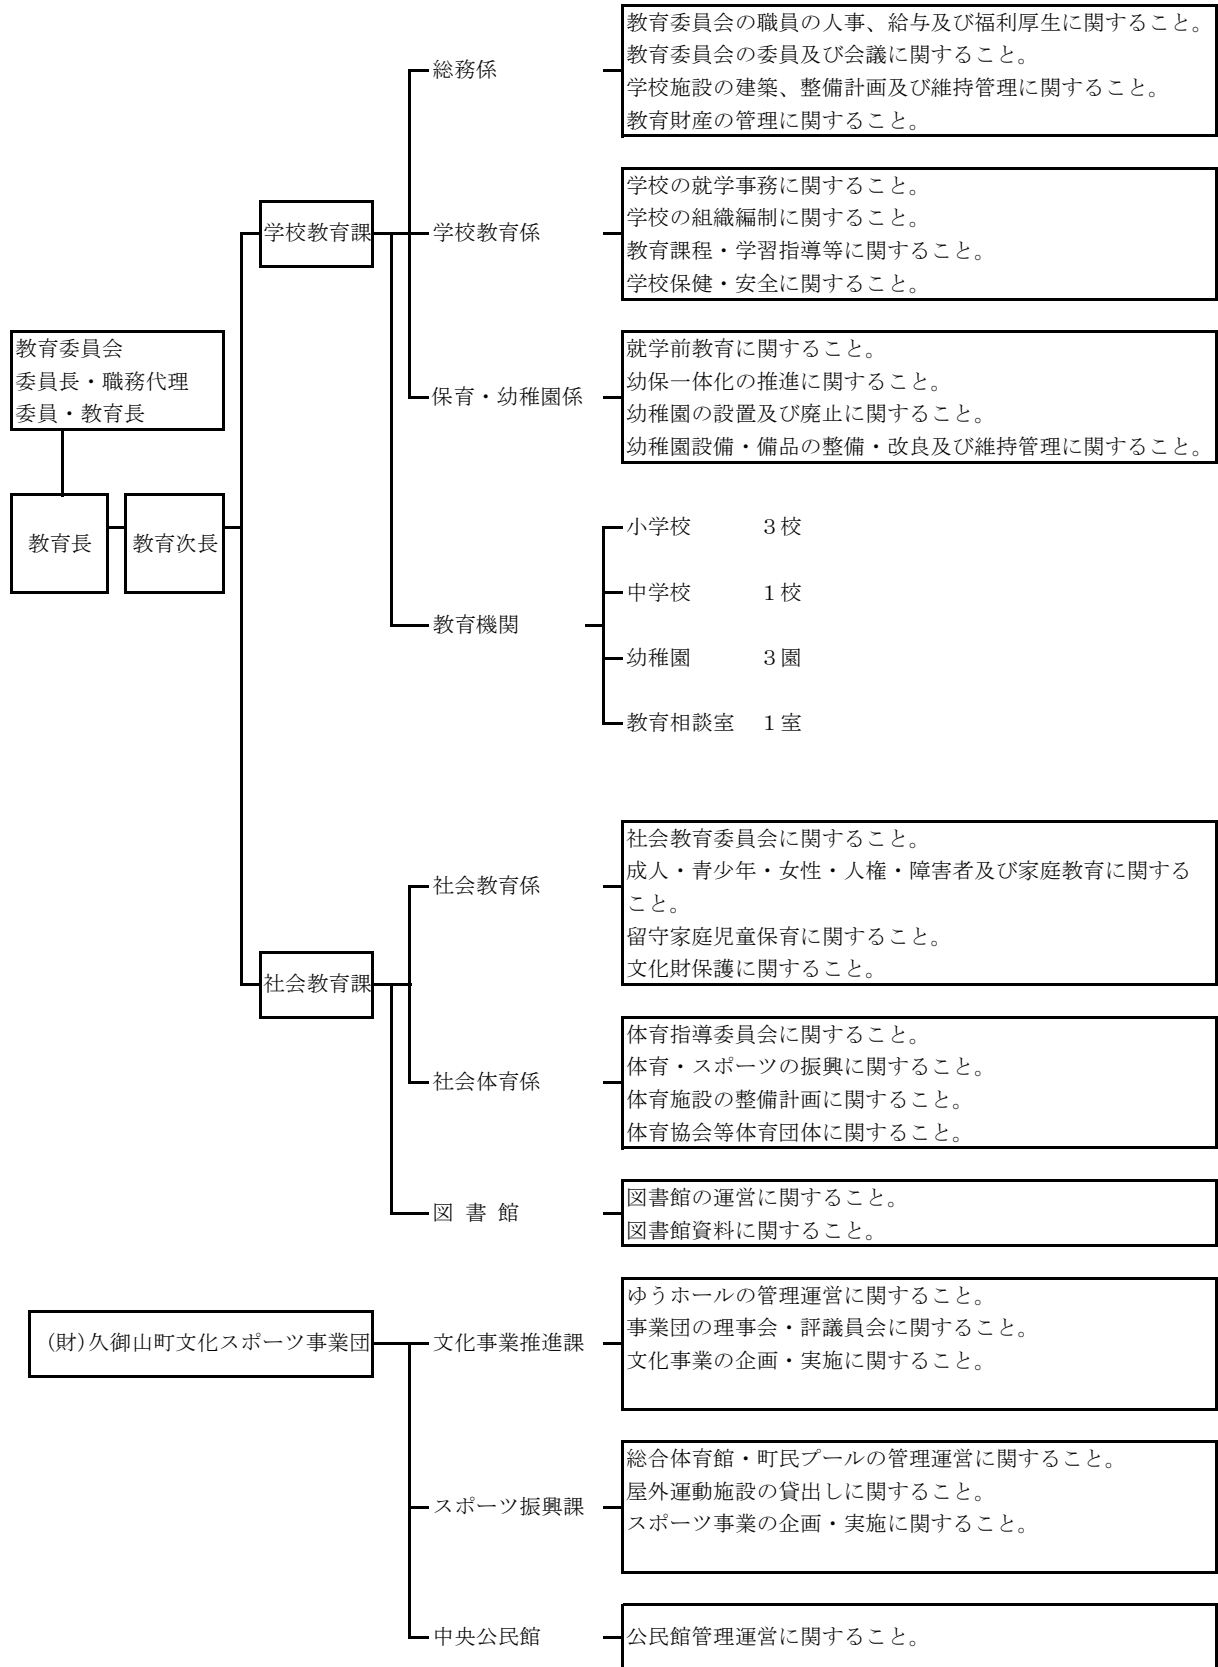 教育委員会の職員の人事、給与及び福利厚生に関すること。
教育委員会の委員及び会議に関すること。
総務係
学校施設の建築、整備計画及び維持管理に関すること。
教育財産の管理に関すること。
学校の就学事務に関すること。
学校の組織編制に関すること。
学校教育課
学校教育係
教育課程・学習指導等に関すること。
学校保健・安全に関すること。
教育委員会
委員長・職務代理
委員・教育長
就学前教育に関すること。
幼保一体化の推進に関すること。
保育・幼稚園係
幼稚園の設置及び廃止に関すること。
幼稚園設備・備品の整備・改良及び維持管理に関すること。
教育長
教育次長
小学校 3校
中学校 1校
教育機関
幼稚園 3園
教育相談室 1室
社会教育委員会に関すること。
成人・青少年・女性・人権・障害者及び家庭教育に関する
社会教育係
こと。
留守家庭児童保育に関すること。
文化財保護に関すること。
社会教育課
体育指導委員会に関すること。
体育・スポーツの振興に関すること。
社会体育係
体育施設の整備計画に関すること。
体育協会等体育団体に関すること。
図 書 館
図書館の運営に関すること。
図書館資料に関すること。
ゆうホールの管理運営に関すること。
(財)久御山町文化スポーツ事業団
文化事業推進課
事業団の理事会・評議員会に関すること。
文化事業の企画・実施に関すること。
総合体育館・町民プールの管理運営に関すること。
スポーツ振興課
屋外運動施設の貸出しに関すること。
スポーツ事業の企画・実施に関すること。
中央公民館
公民館管理運営に関すること。